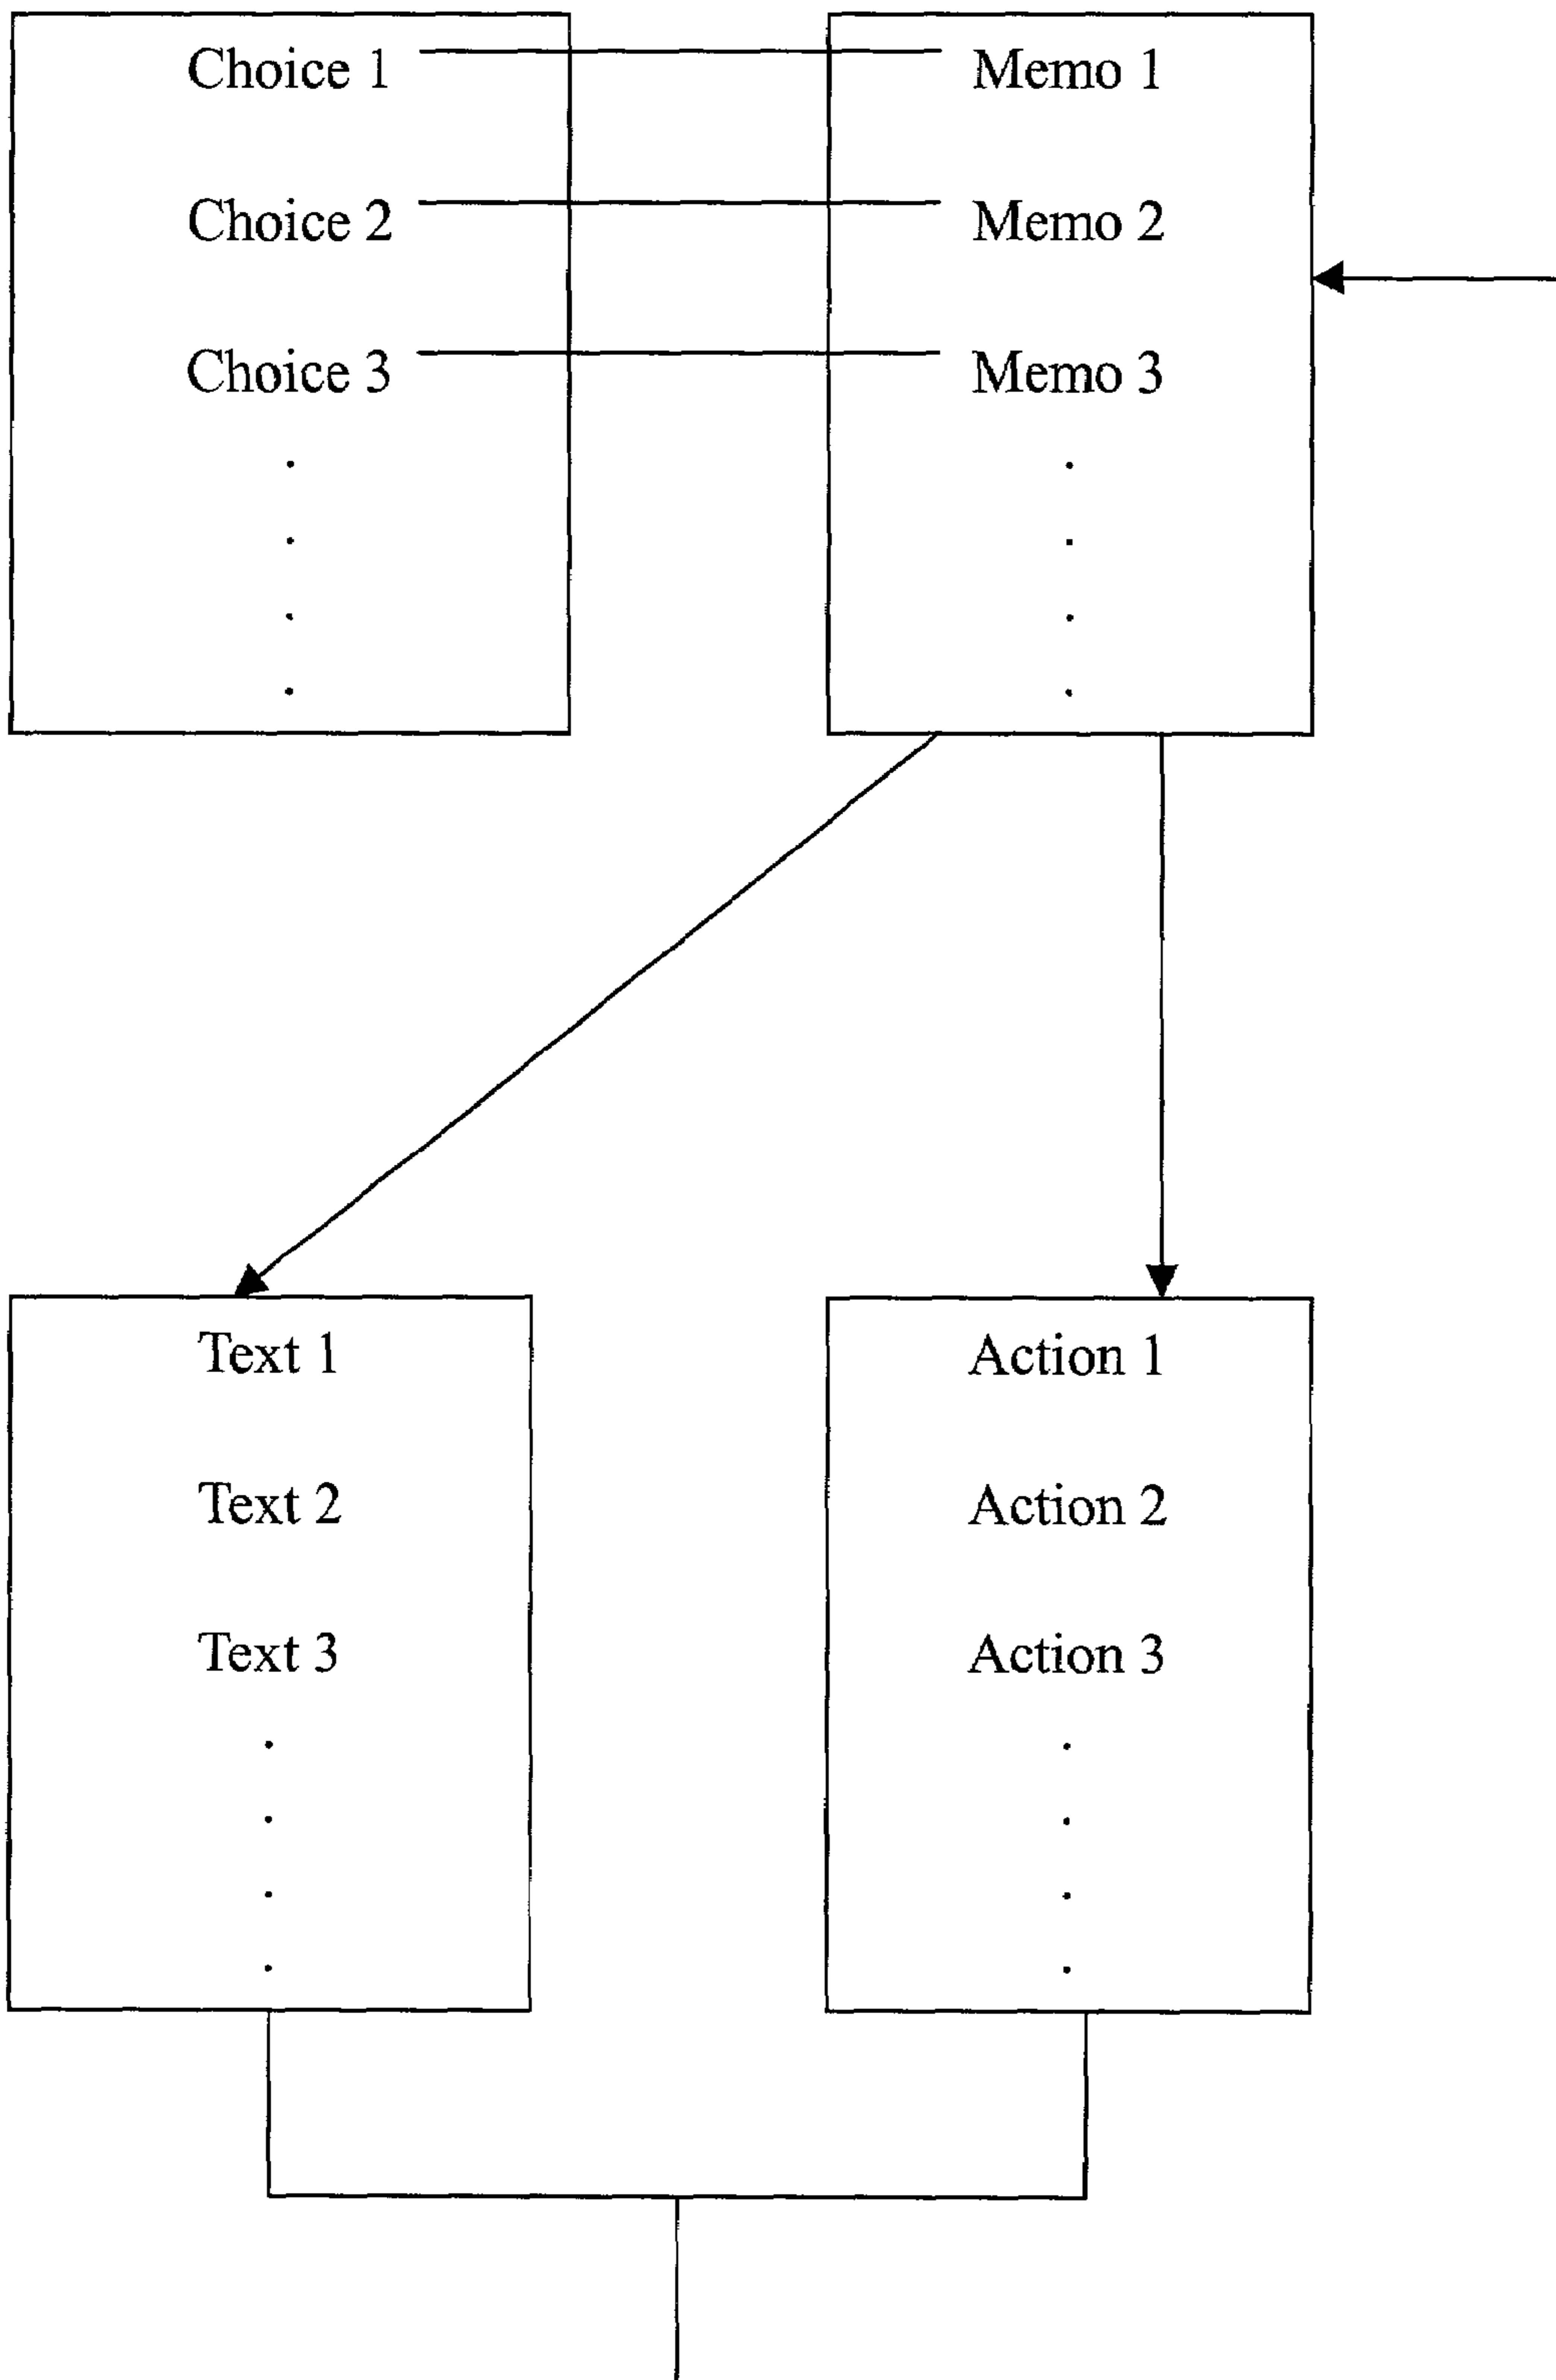 Choice 1
Choice 2
Choice 3
.
.
.
.
Memo 1
Memo 2
Memo 3
.
.
.
.
Text 1
Text 2
Text 3
.
.
.
.
Action 1
Action 2
Action 3
.
.
.
.